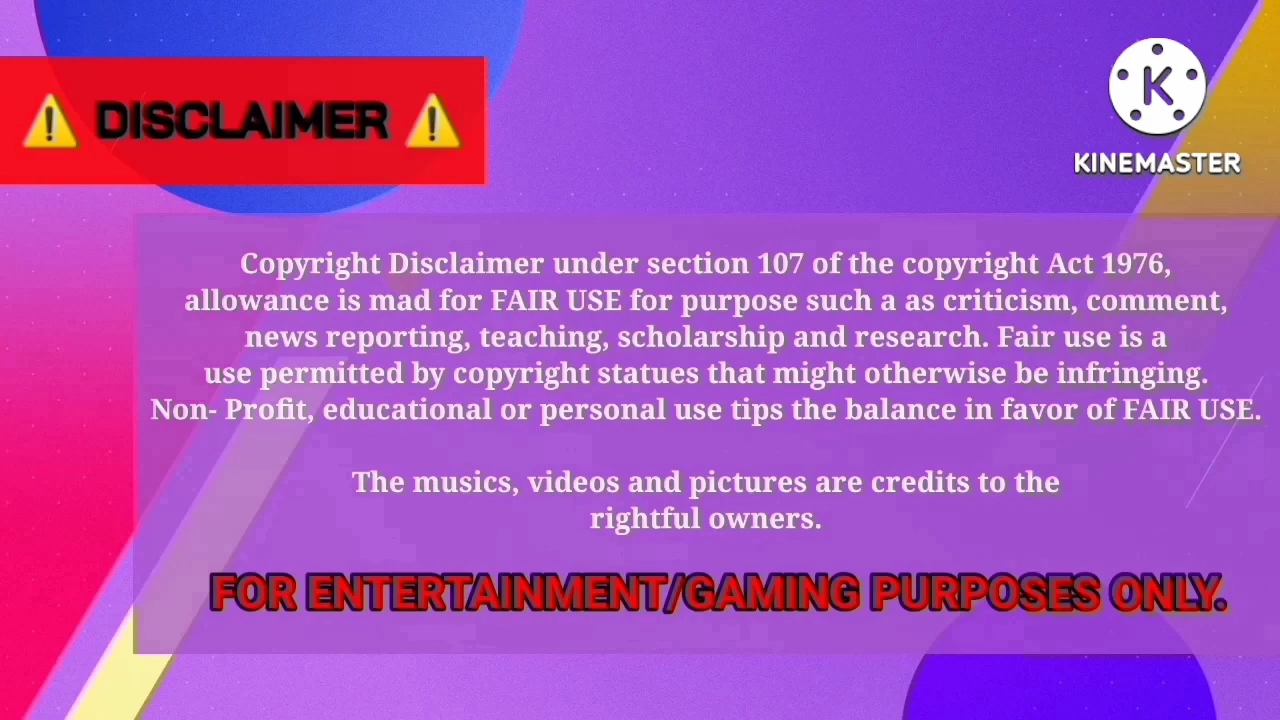 ⚠️ DISCLAIMER ⚠️
K
KINEMASTER
Copyright Disclaimer under section 107 of the copyright Act 1976,
allowance is mad for FAIR USE for purpose such a as criticism, comment,
news reporting, teaching, scholarship and research. Fair use is a
use permitted by copyright statues that might otherwise be infringing.
Non- Profit, educational or personal use tips the balance in favor of FAIR USE.
The musics, videos and pictures are credits to the
rightful owners.
FOR ENTERTAINMENT/GAMING PURPOSES ONLY.